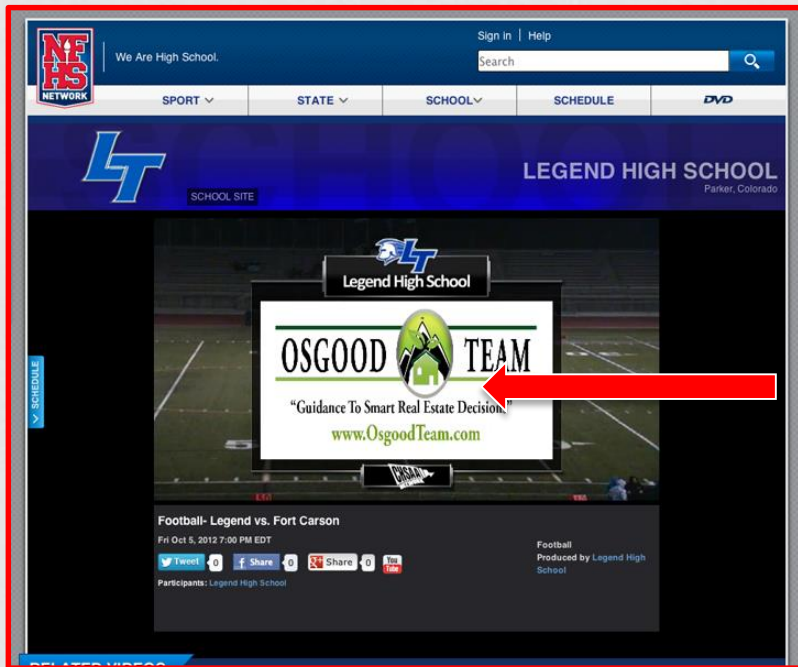 Sign in | Help
NFHS
NETWORK
We Are High School.
Search
SPORT
STATE
SCHOOL
SCHEDULE
DVD
LT
SCHOOL SITE
SCHOOL
LEGEND HIGH SCHOOL
Parker, Colorado
LT
Legend High School
OSGOOD TEAM
"Guidance To Smart Real Estate Decisions"
www.OsgoodTeam.com
CHSAA
SCHEDULE
Football- Legend vs. Fort Carson
Fri Oct 5, 2012 7:00 PM EDT
Tweet 0
Share 0
Share 0
You Tube
Participants: Legend High School
Football
Produced by Legend High
School
RELATED VIDEOS